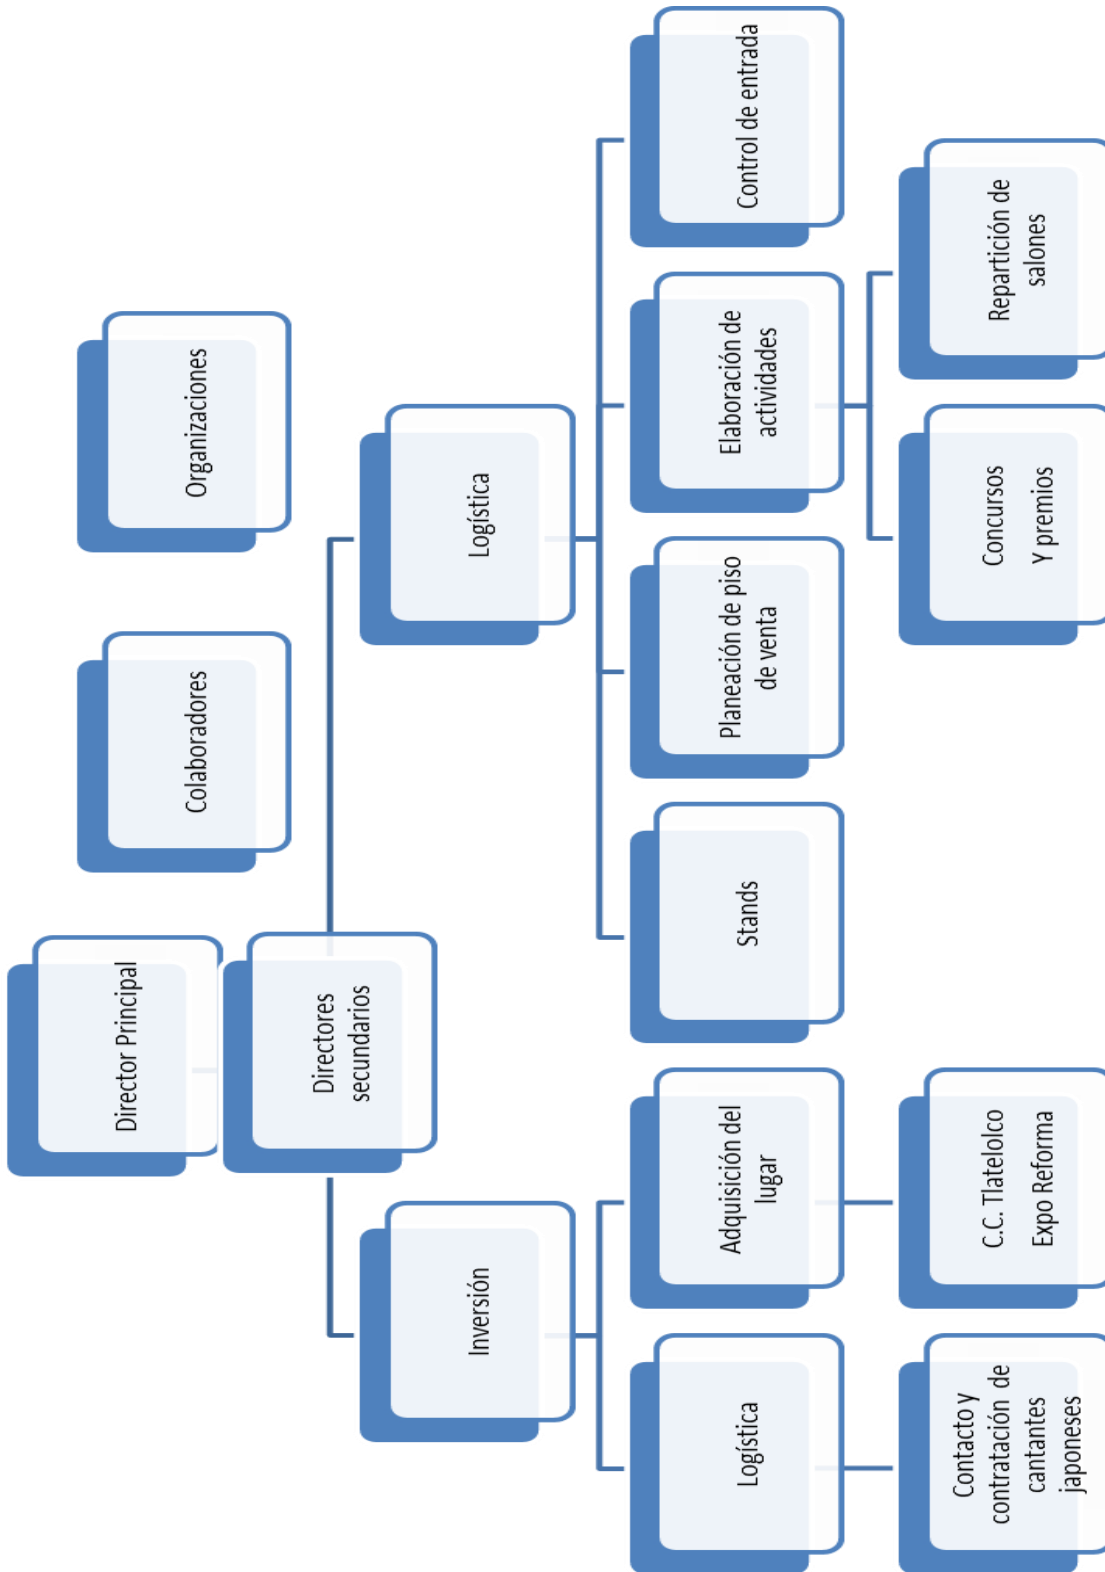 Director Principal
Colaboradores
Organizaciones
Directores
secundarios
Inversión
Logística
Logística
Adquisición del
lugar
Stands
Planeación de piso
de venta
Elaboración de
actividades
Control de entrada
Contacto y
contratación de
cantantes
japoneses
C.C. Tlatelolco
Expo Reforma
Concursos
Y premios
Repartición de
salones